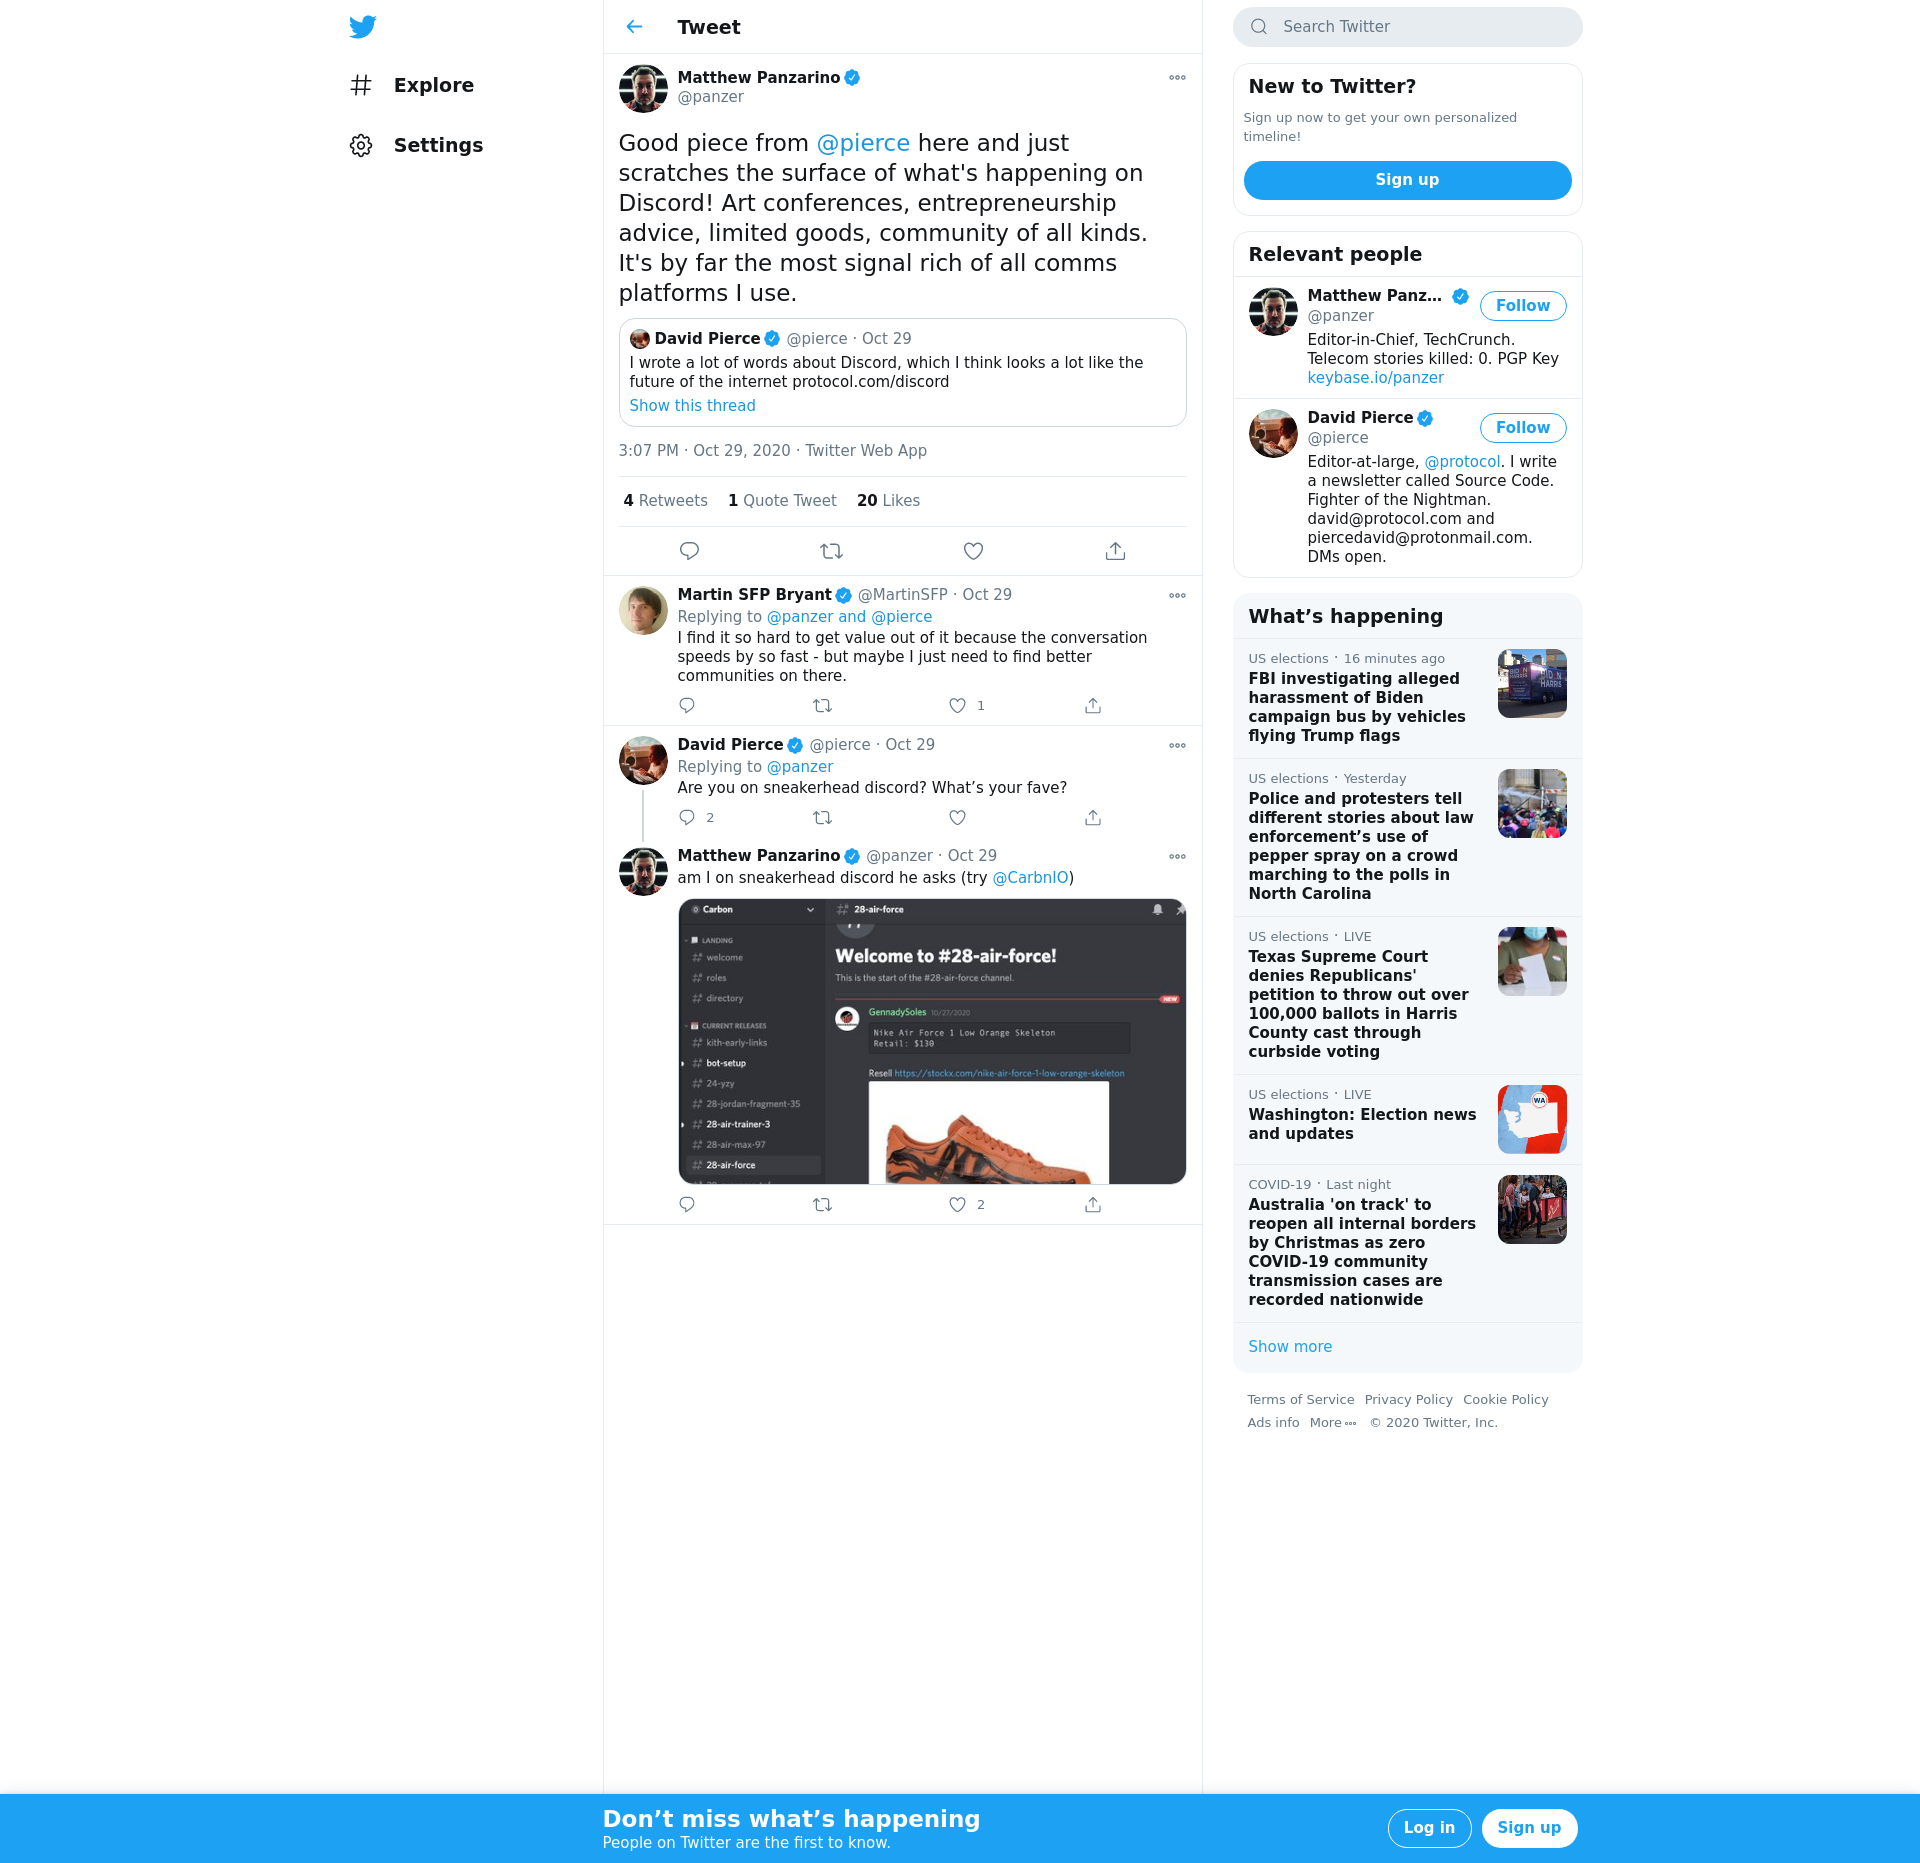 Explore
Settings
Tweet
Matthew Panzarino
@panzer
Good piece from @pierce here and just
scratches the surface of what's happening on
Discord! Art conferences, entrepreneurship
advice, limited goods, community of all kinds.
It's by far the most signal rich of all comms
platforms I use.
David Pierce @pierce · Oct 29
I wrote a lot of words about Discord, which I think looks a lot like the
future of the internet protocol.com/discord
Show this thread
3:07 PM · Oct 29, 2020 · Twitter Web App
4 Retweets 1 Quote Tweet 20 Likes
Martin SFP Bryant @MartinSFP · Oct 29
Replying to @panzer and @pierce
I find it so hard to get value out of it because the conversation
speeds by so fast - but maybe I just need to find better
communities on there.
1
David Pierce @pierce · Oct 29
Replying to @panzer
Are you on sneakerhead discord? What’s your fave?
2
Matthew Panzarino @panzer · Oct 29
am I on sneakerhead discord he asks (try @CarbnIO)
Carbon
LANDING
welcome
roles
directory
CURRENT RELEASES
kith-early-links
bot-setup
24-yzy
28-jordan-fragment-35
28-air-trainer-3
28-air-max-97
28-air-force
28-air-force
Welcome to #28-air-force!
This is the start of the #28-air-force channel.
NEW
GennadySoles 10/27/2020
Nike Air Force 1 Low Orange Skeleton
Retail: $130
Resell https://stockx.com/nike-air-force-1-low-orange-skeleton
2
Search Twitter
New to Twitter?
Sign up now to get your own personalized
timeline!
Sign up
Relevant people
Matthew Panz...
@panzer
Follow
Editor-in-Chief, TechCrunch.
Telecom stories killed: 0. PGP Key
keybase.io/panzer
David Pierce
@pierce
Follow
Editor-at-large, @protocol. I write
a newsletter called Source Code.
Fighter of the Nightman.
david@protocol.com and
piercedavid@protonmail.com.
DMs open.
What’s happening
US elections · 16 minutes ago
FBI investigating alleged
harassment of Biden
campaign bus by vehicles
flying Trump flags
US elections · Yesterday
Police and protesters tell
different stories about law
enforcement’s use of
pepper spray on a crowd
marching to the polls in
North Carolina
US elections · LIVE
Texas Supreme Court
denies Republicans'
petition to throw out over
100,000 ballots in Harris
County cast through
curbside voting
US elections · LIVE
Washington: Election news
and updates
WA
COVID-19 · Last night
Australia 'on track' to
reopen all internal borders
by Christmas as zero
COVID-19 community
transmission cases are
recorded nationwide
Show more
Terms of Service Privacy Policy Cookie Policy
Ads info More © 2020 Twitter, Inc.
Don’t miss what’s happening
People on Twitter are the first to know.
Log in
Sign up